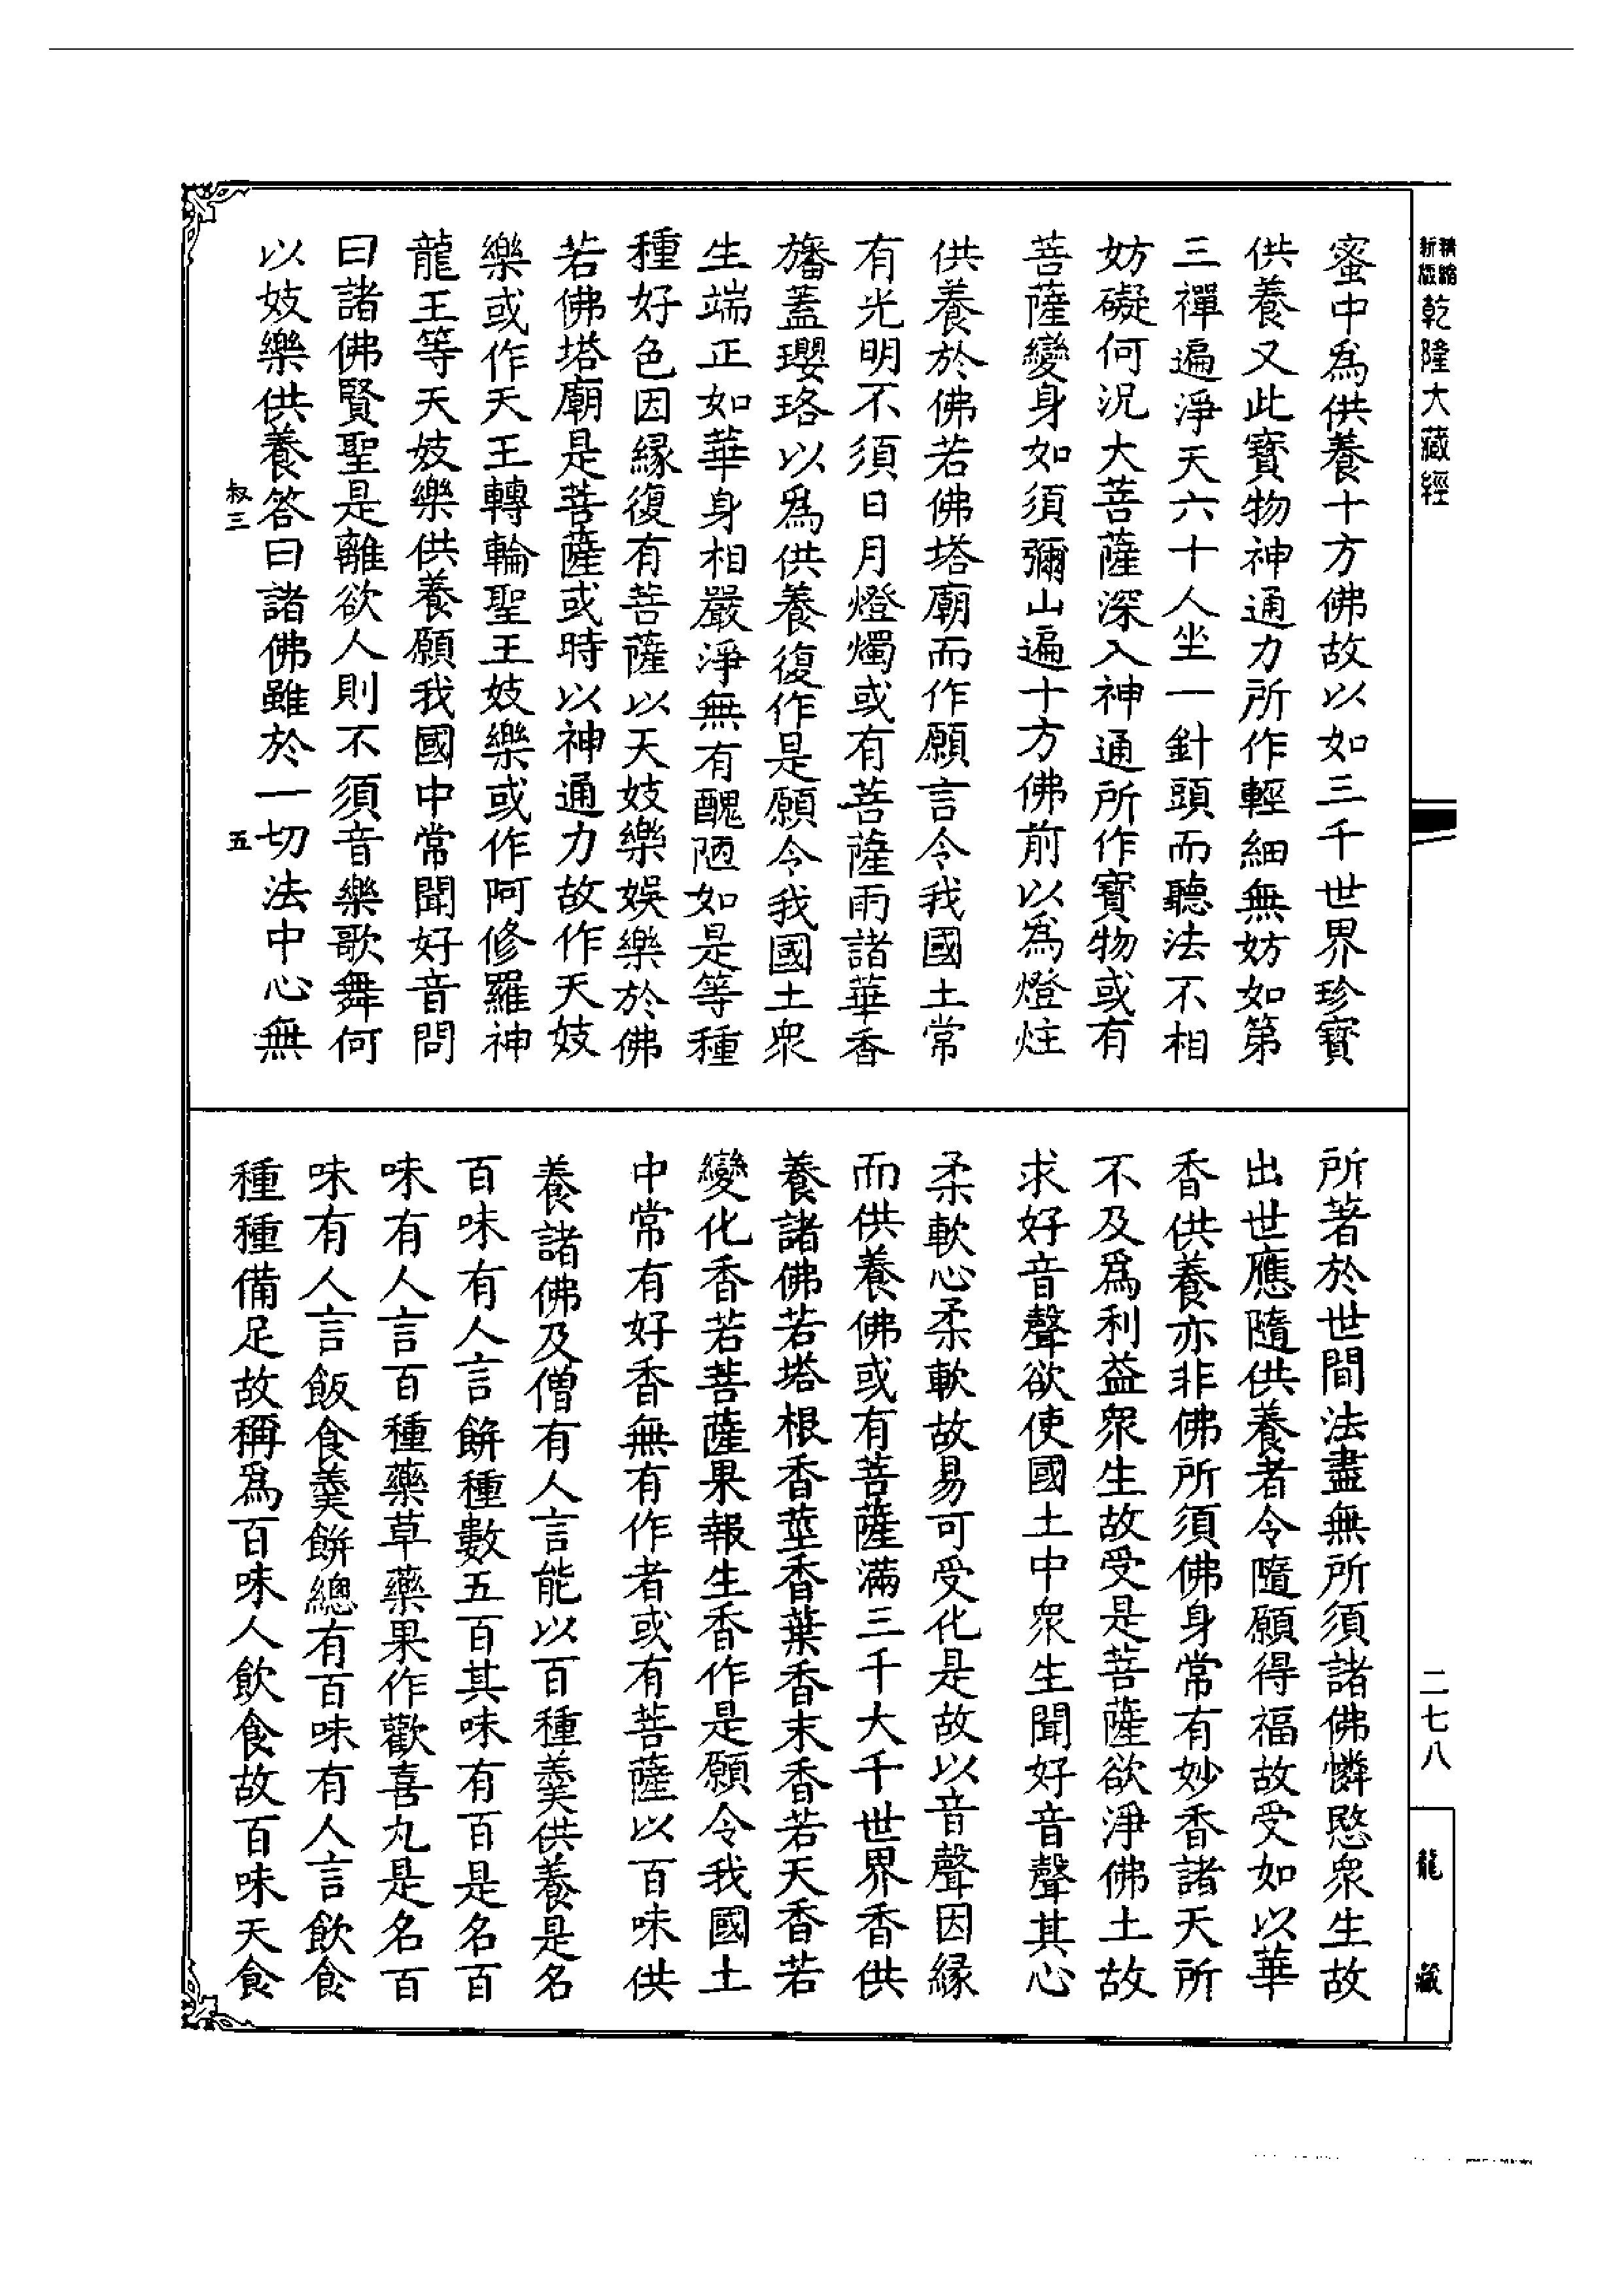 新編縮極乾隆大藏經
蜜中爲供養十方佛故以如三千世界珍寶
供養又此寶物神通力所作輕細無妨如第
三禪遍淨天六十人坐一針頭而聽法不相
妨礙何況大菩薩深入神通所作寶物或有
菩薩變身如須彌山遍十方佛前以爲燈炷
供養於佛若佛塔廟而作願言令我國土常
有光明不須日月燈燭或有菩薩雨諸華香
旛蓋瓔珞以爲供養復作是願令我國土衆
生端正如華身相嚴淨無有醜陋如是等種
種好色因緣復有菩薩以天妓樂娛樂於佛
若佛塔廟是菩薩或時以神通力故作天妓
樂或作天王轉輪聖王妓樂或作阿修羅神
龍王等天妓樂供養願我國中常聞好音問
曰諸佛賢聖是離欲人則不須音樂歌舞何
以妓樂供養答曰諸佛雖於一切法中心無
叔三
五
所著於世間法盡無所須諸佛憐愍衆生故
出世應隨供養者令隨願得福故受如以華
香供養亦非佛所須佛身常有妙香諸天所
不及爲利益衆生故受是菩薩欲淨佛土故
求好音聲欲使國土中衆生聞好音聲其心
柔軟心柔軟故易可受化是故以音聲因緣
而供養佛或有菩薩滿三千大千世界香供
養諸佛若塔根香莖香葉香末香若天香若
變化香若菩薩果報生香作是願令我國土
中常有好香無有作者或有菩薩以百味供
養諸佛及僧有人言能以百種羹供養是名
百味有人言餅種數五百其味有百是名百
味有人言百種藥草藥果作歡喜丸是名百
味有人言飯食羹餅總有百味有人言飲食
種種備足故稱爲百味人飲食故百味天食
二七八
龍藏